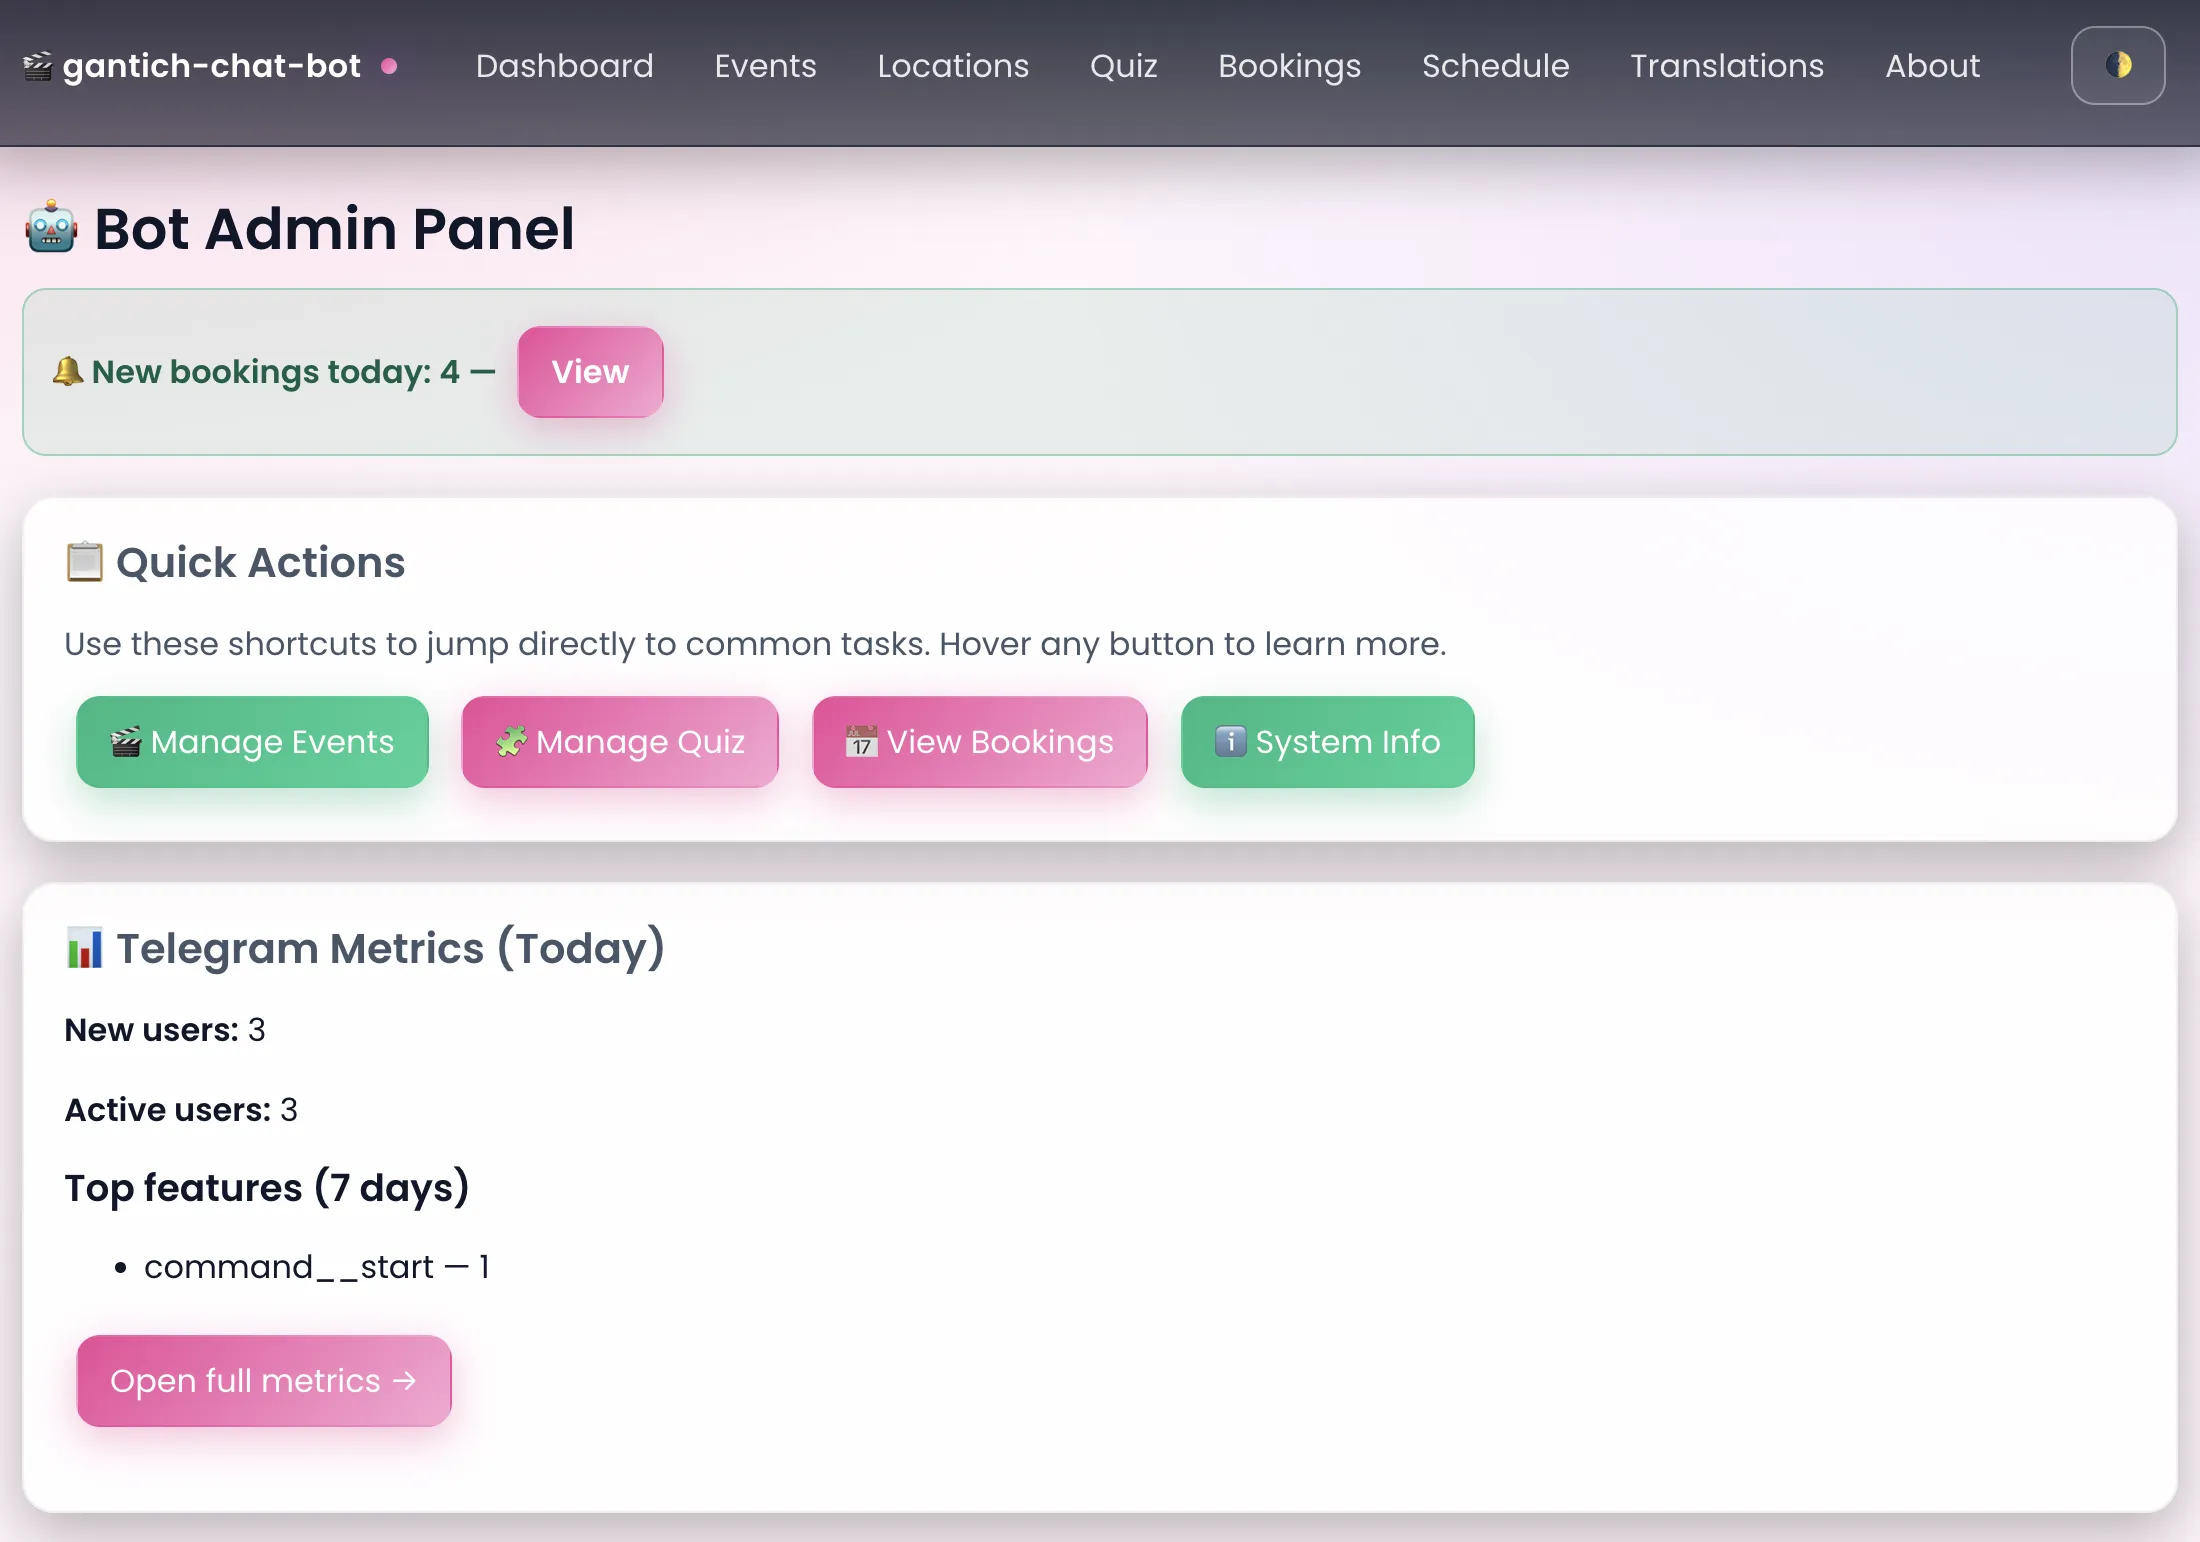 🎬 gantich-chat-bot Dashboard Events Locations Quiz Bookings Schedule Translations About
🤖 Bot Admin Panel
🔔 New bookings today: 4 — View
📋 Quick Actions
Use these shortcuts to jump directly to common tasks. Hover any button to learn more.
🎬 Manage Events 🧩 Manage Quiz 📅 View Bookings ℹ️ System Info
📊 Telegram Metrics (Today)
New users: 3
Active users: 3
Top features (7 days)
• command__start — 1
Open full metrics →